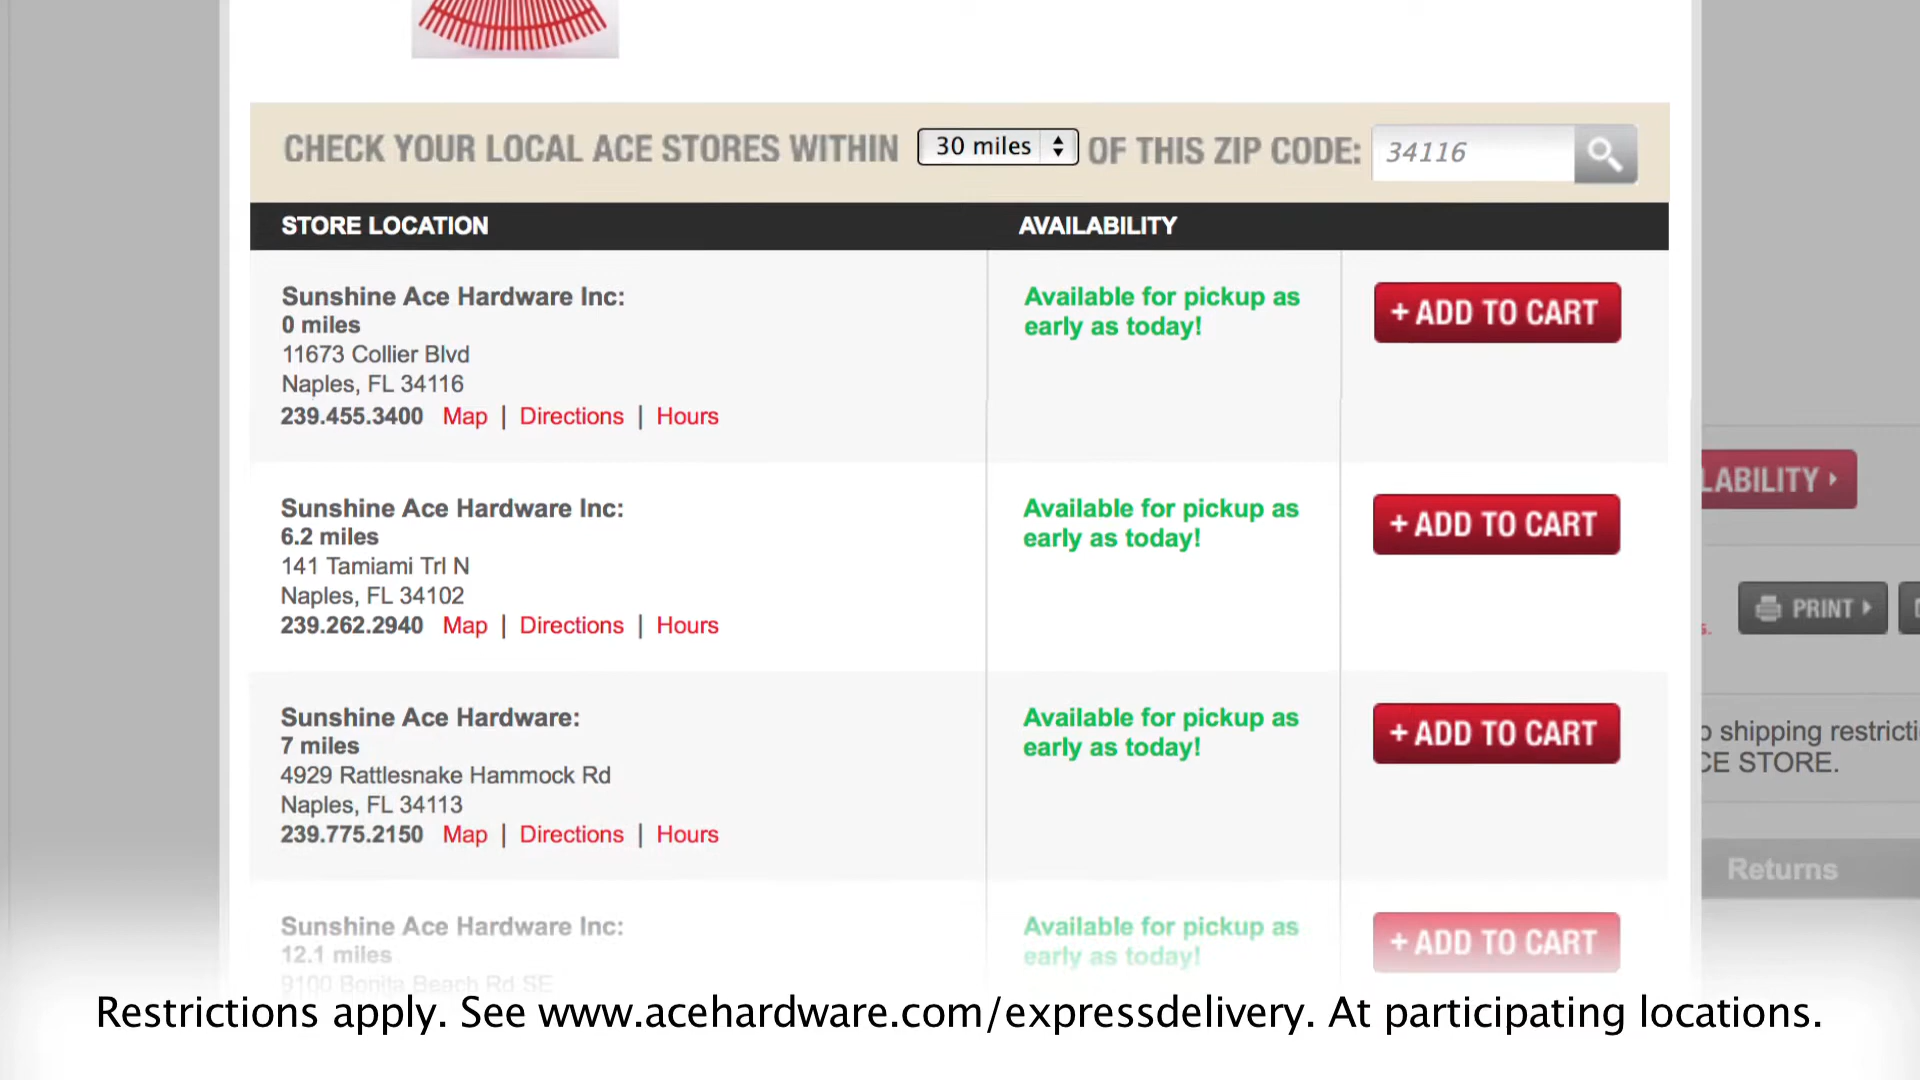 CHECK YOUR LOCAL ACE STORES WITHIN 30 miles OF THIS ZIP CODE: 34116
STORE LOCATION AVAILABILITY
Sunshine Ace Hardware Inc:
0 miles
11673 Collier Blvd
Naples, FL 34116
239.455.3400 Map | Directions | Hours
Available for pickup as
early as today!
+ ADD TO CART
Sunshine Ace Hardware Inc:
6.2 miles
141 Tamiami Trl N
Naples, FL 34102
239.262.2940 Map | Directions | Hours
Available for pickup as
early as today!
+ ADD TO CART
Sunshine Ace Hardware:
7 miles
4929 Rattlesnake Hammock Rd
Naples, FL 34113
239.775.2150 Map | Directions | Hours
Available for pickup as
early as today!
+ ADD TO CART
Sunshine Ace Hardware Inc:
12.1 miles
9100 Bonita Beach Rd SE
Available for pickup as
early as today!
+ ADD TO CART
LABILITY
PRINT
shipping restricti
CE STORE.
Returns
Restrictions apply. See www.acehardware.com/expressdelivery. At participating locations.